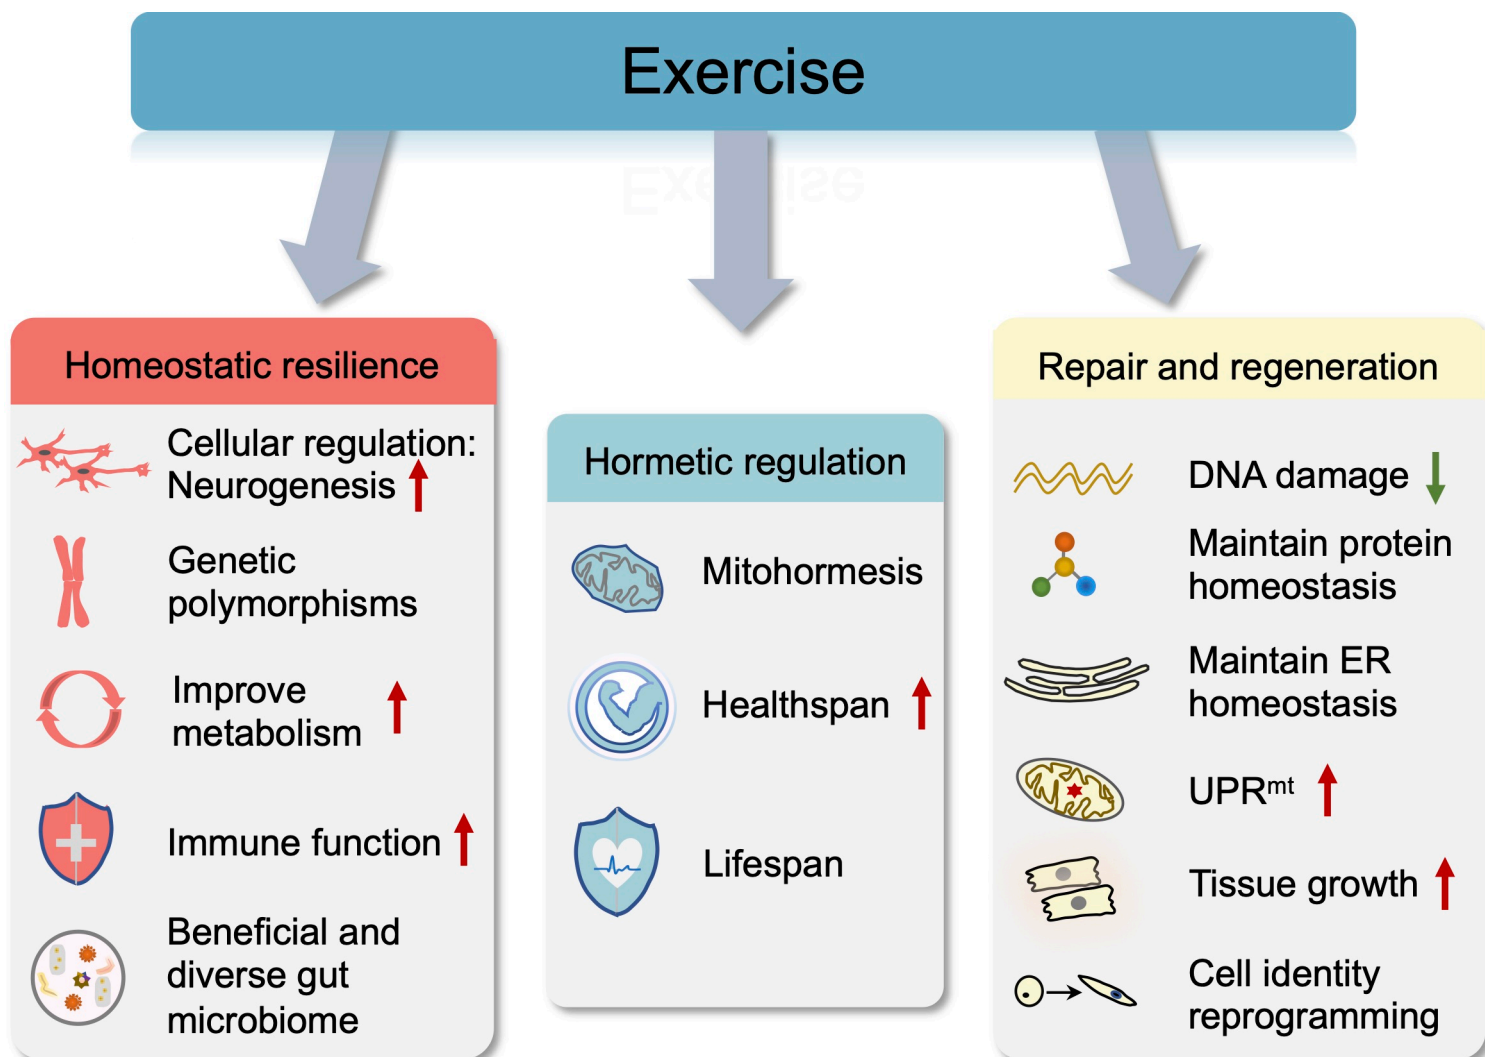 Exercise
Homeostatic resilience
Cellular regulation:
Neurogenesis
Genetic
polymorphisms
Improve
metabolism
Immune function
Beneficial and
diverse gut
microbiome
Hormetic regulation
Mitohormesis
Healthspan
Lifespan
Repair and regeneration
DNA damage
Maintain protein
homeostasis
Maintain ER
homeostasis
UPRmt
Tissue growth
Cell identity
reprogramming